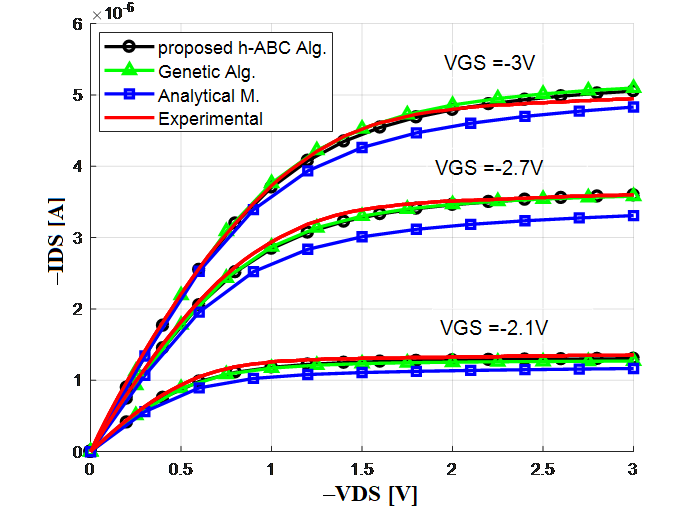 ×10⁻⁶
6
5
4
3
2
1
0
proposed h-ABC Alg.
Genetic Alg.
Analytical M.
Experimental
VGS =-3V
VGS =-2.7V
VGS =-2.1V
–IDS [A]
0 0.5 1 1.5 2 2.5 3
–VDS [V]